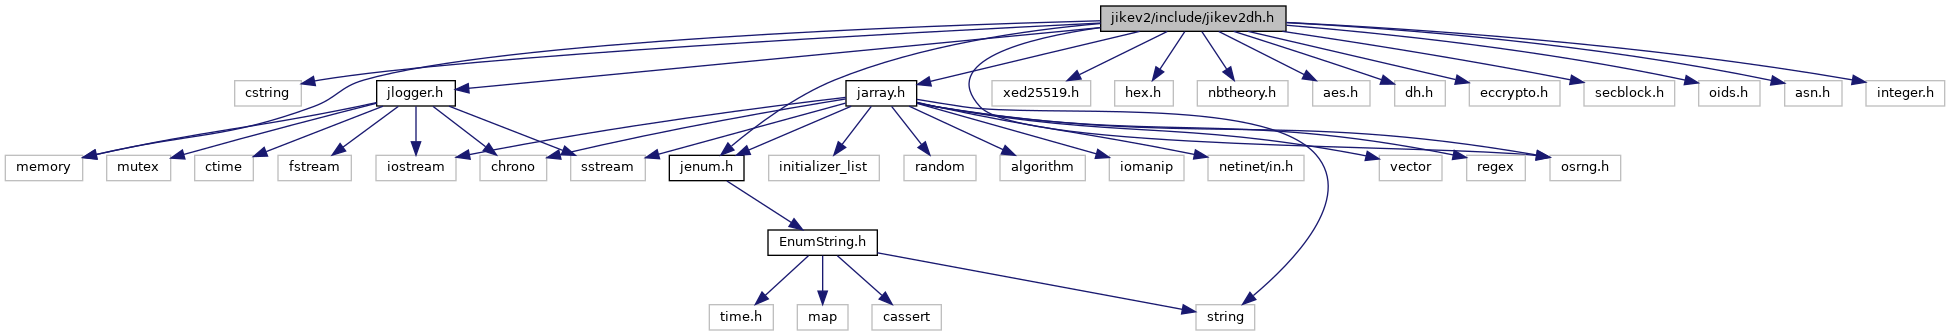 jikev2/include/jikev2dh.h
cstring
jlogger.h
jarray.h
xed25519.h
hex.h
nbtheory.h
aes.h
dh.h
eccrypto.h
secblock.h
oids.h
asn.h
integer.h
memory
mutex
ctime
fstream
iostream
chrono
sstream
jenum.h
initializer_list
random
algorithm
iomanip
netinet/in.h
vector
regex
osrng.h
EnumString.h
time.h
map
cassert
string